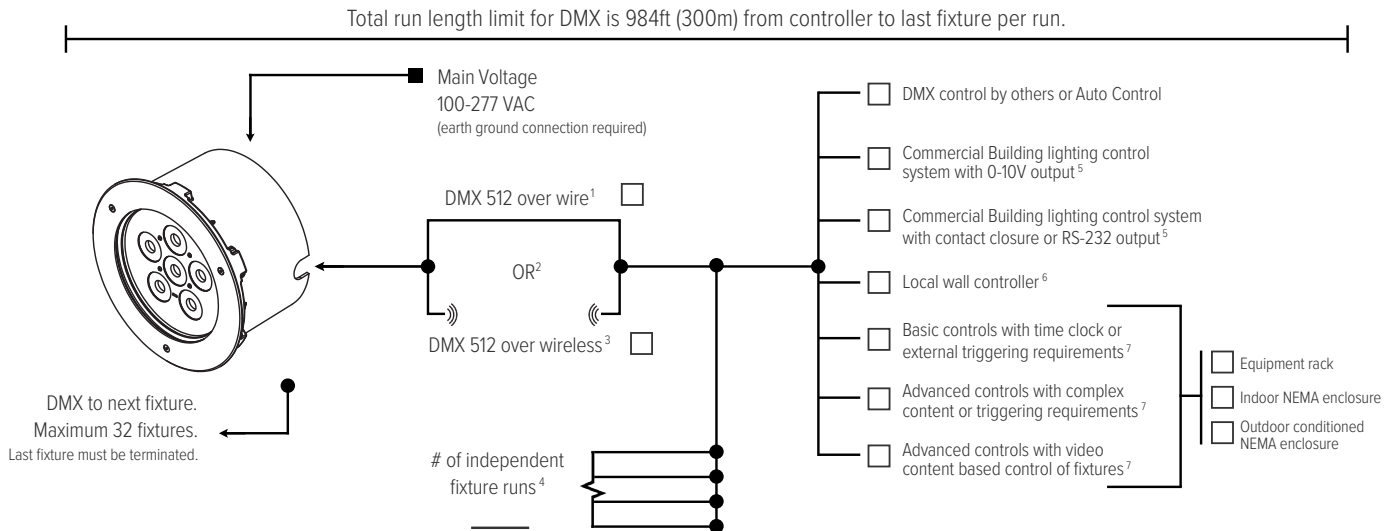 Total run length limit for DMX is 984ft (300m) from controller to last fixture per run.
Main Voltage
100-277 VAC
(earth ground connection required)
DMX 512 over wire 1
OR2
DMX 512 over wireless 3
DMX to next fixture.
Maximum 32 fixtures.
Last fixture must be terminated.
# of independent
fixture runs 4
DMX control by others or Auto Control
Commercial Building lighting control
system with 0-10V output 5
Commercial Building lighting control system
with contact closure or RS-232 output 5
Local wall controller 6
Basic controls with time clock or
external triggering requirements 7
Advanced controls with complex
content or triggering requirements 7
Advanced controls with video
content based control of fixtures 7
Equipment rack
Indoor NEMA enclosure
Outdoor conditioned
NEMA enclosure